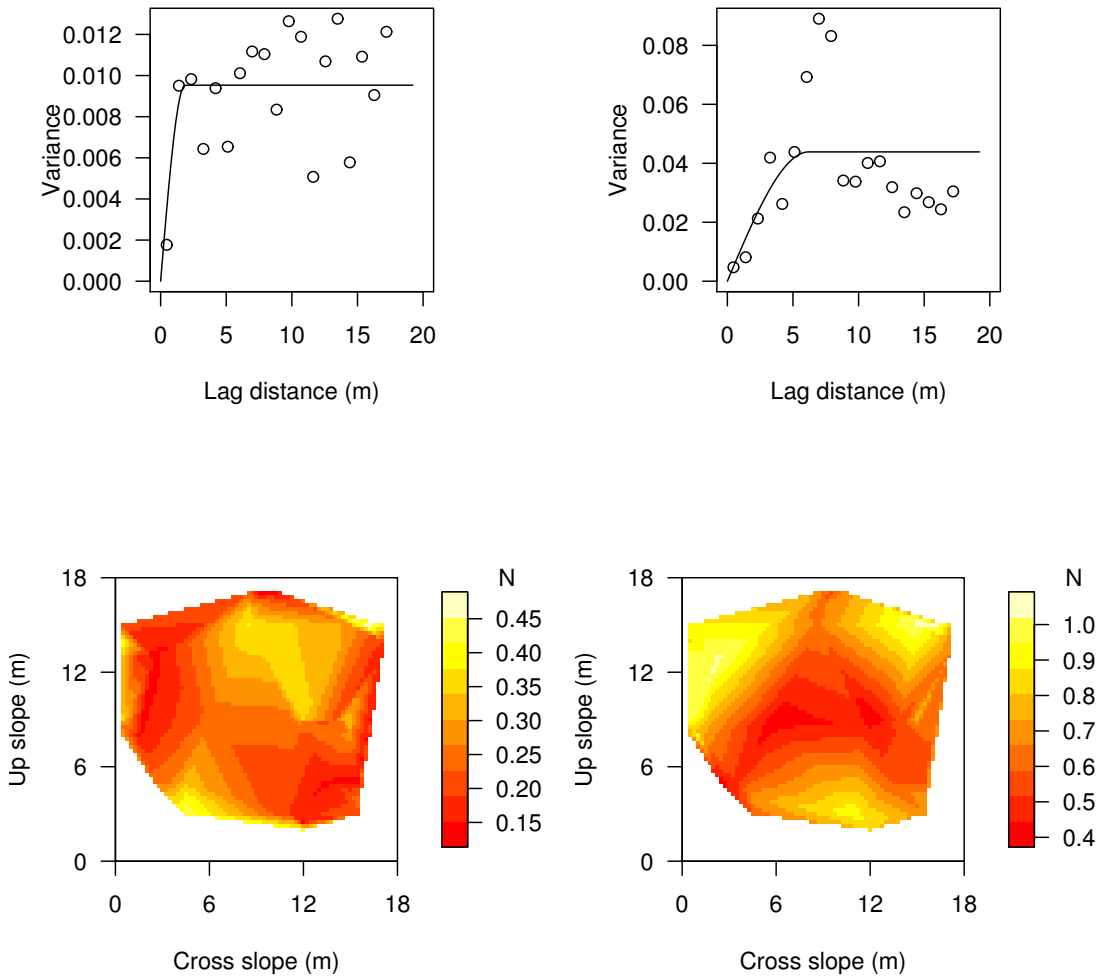 Variance
0.012
0.010
0.008
0.006
0.004
0.002
0.000
0 5 10 15 20
Lag distance (m)
Variance
0.08
0.06
0.04
0.02
0.00
0 5 10 15 20
Lag distance (m)
Up slope (m)
18
12
6
0
0 6 12 18
Cross slope (m)
N
0.45
0.40
0.35
0.30
0.25
0.20
0.15
Up slope (m)
18
12
6
0
0 6 12 18
Cross slope (m)
N
1.0
0.9
0.8
0.7
0.6
0.5
0.4